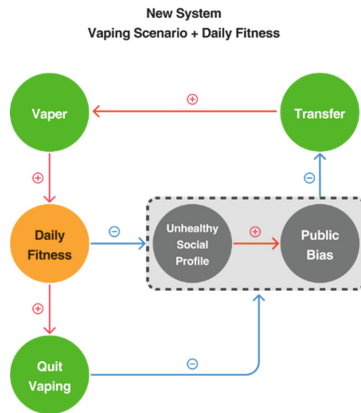 New System
Vaping Scenario + Daily Fitness
Vaper
⊕
Transfer
⊕
⊖
Daily
Fitness
⊖
Unhealthy
Social
Profile
⊕
Public
Bias
⊕
Quit
Vaping
⊖